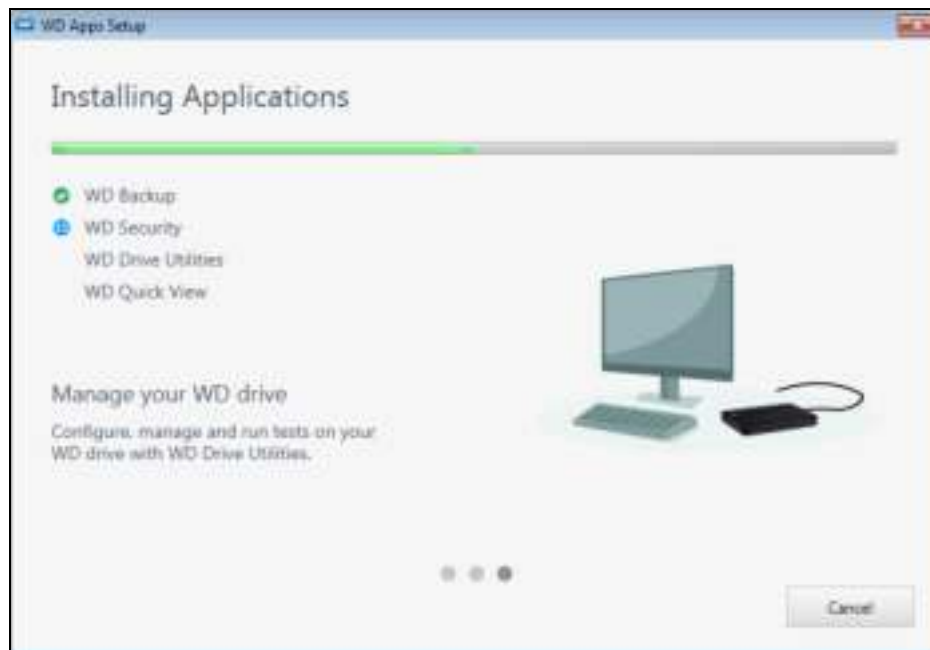 WD Apps Setup
Installing Applications
WD Backup
WD Security
WD Drive Utilities
WD Quick View
Manage your WD drive
Configure, manage and run tests on your
WD drive with WD Drive Utilities.
Cancel